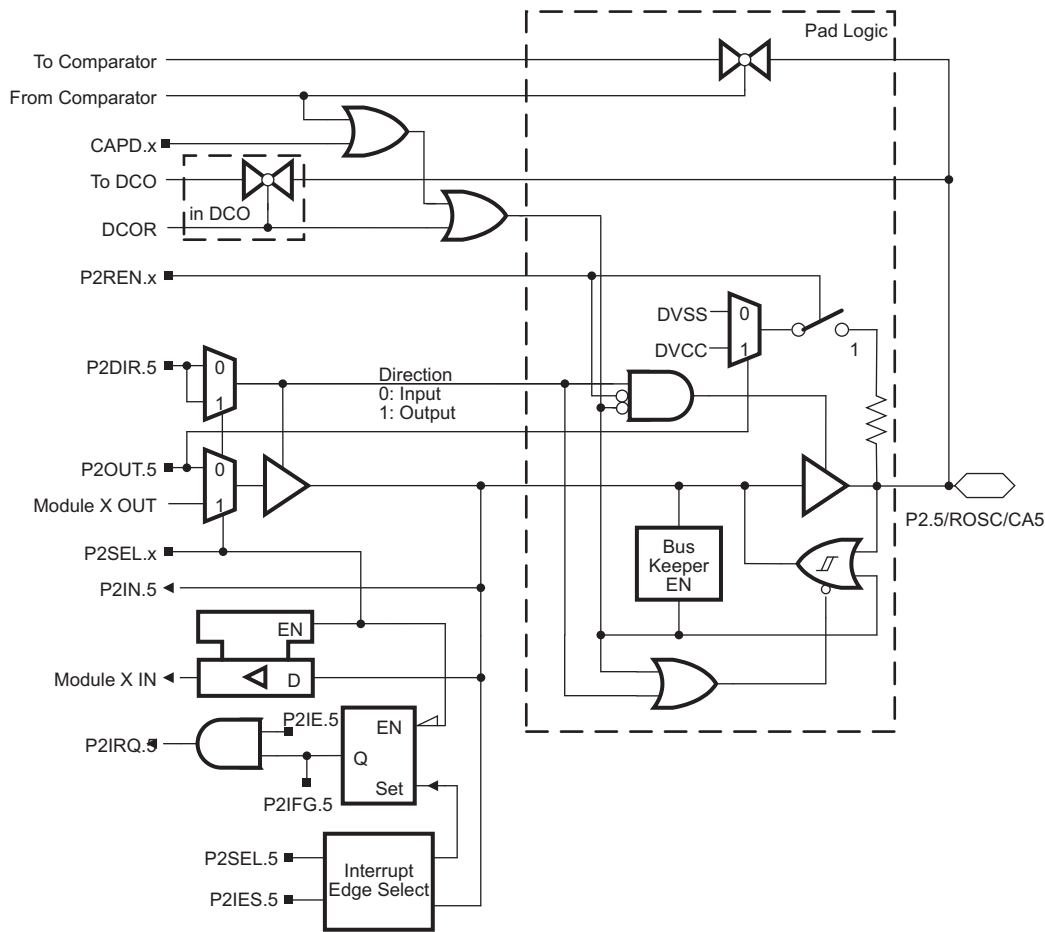 Pad Logic
To Comparator
From Comparator
CAPD.x
To DCO
in DCO
DCOR
P2REN.x
DVSS
0
DVCC
1
1
P2DIR.5
0
1
Direction
0: Input
1: Output
P2OUT.5
0
Module X OUT
1
P2.5/ROSC/CA5
P2SEL.x
Bus
Keeper
EN
P2IN.5
EN
Module X IN
D
P2IE.5
EN
P2IRQ.5
Q
Set
P2IFG.5
P2SEL.5
Interrupt
Edge Select
P2IES.5